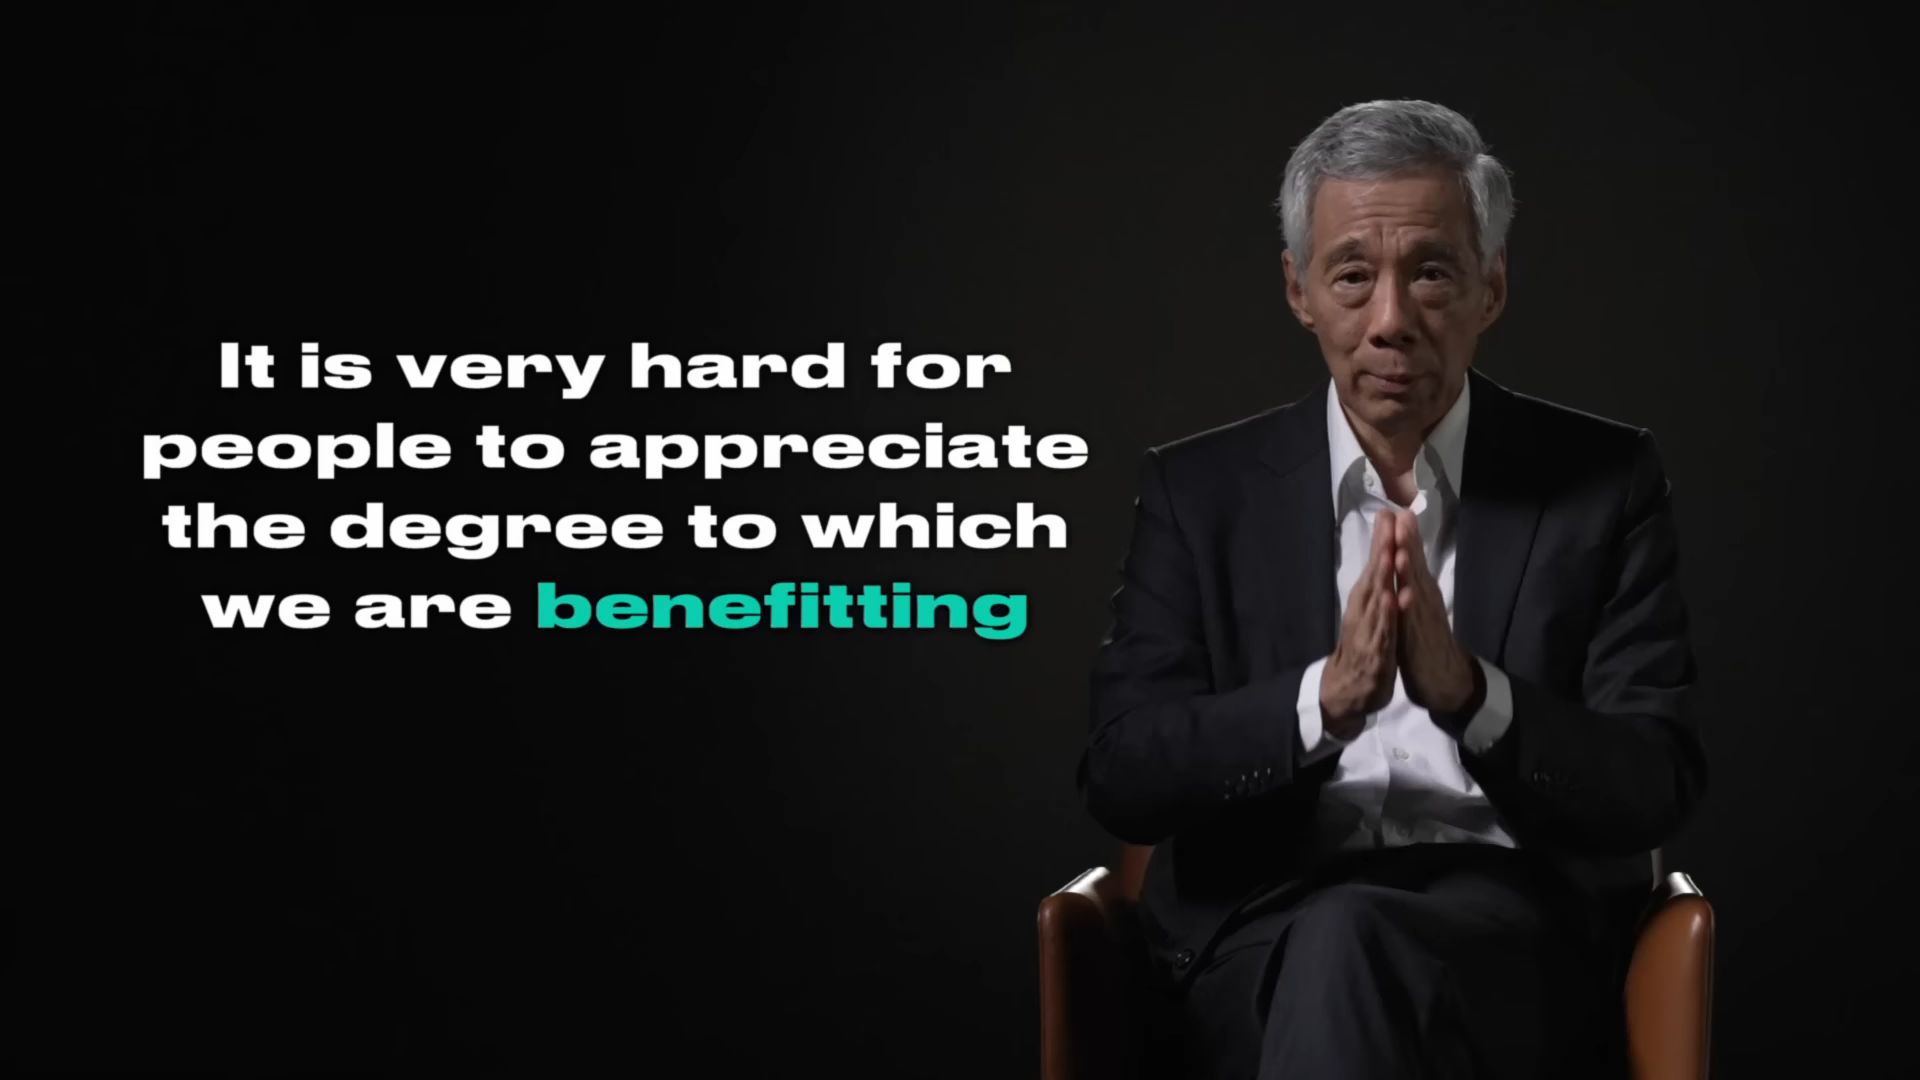 It is very hard for
people to appreciate
the degree to which
we are benefitting